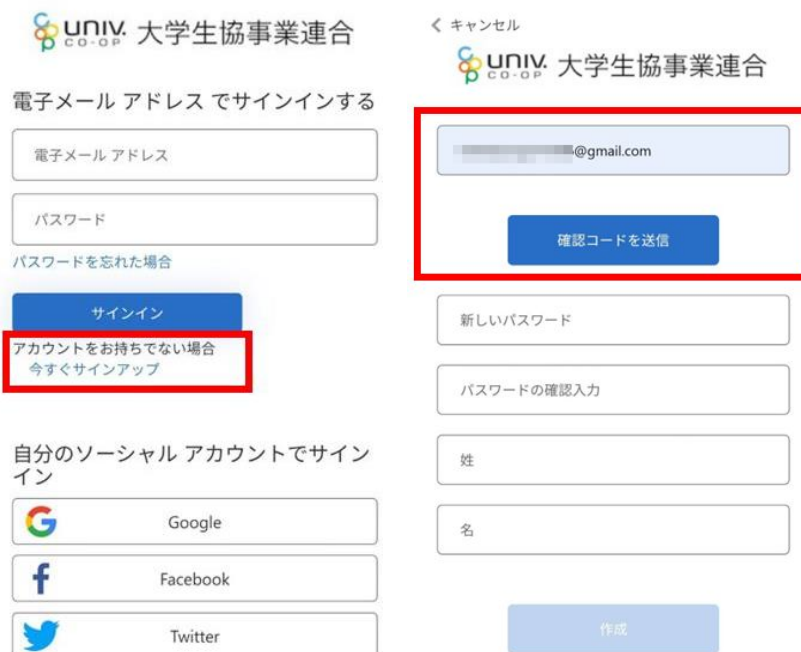 UNIV. CO-OP 大学生協事業連合
電子メール アドレス でサインインする
電子メール アドレス
パスワード
パスワードを忘れた場合
サインイン
アカウントをお持ちでない場合
今すぐサインアップ
自分のソーシャル アカウントでサイン
イン
Google
Facebook
Twitter
キャンセル
UNIV. CO-OP 大学生協事業連合
@gmail.com
確認コードを送信
新しいパスワード
パスワードの確認入力
姓
名
作成